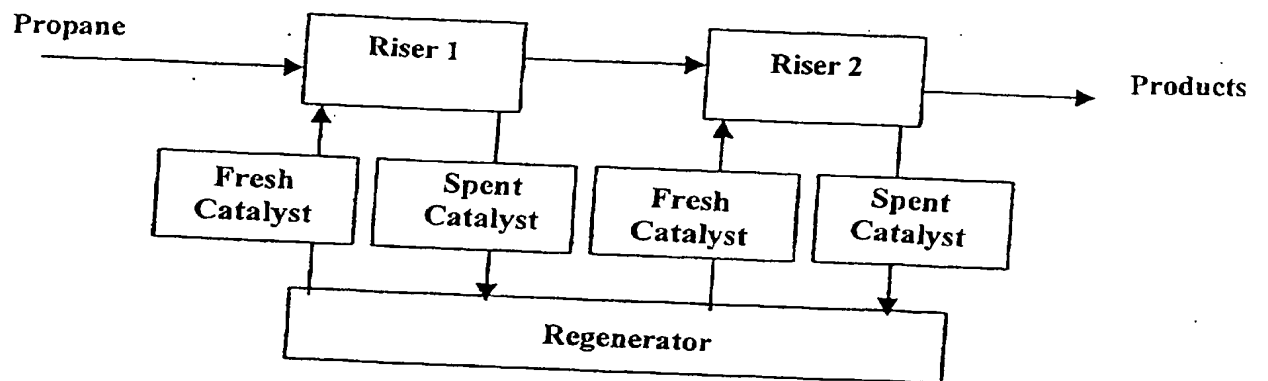 Propane
Riser 1
Riser 2
Products
Fresh
Catalyst
Spent
Catalyst
Fresh
Catalyst
Spent
Catalyst
Regenerator